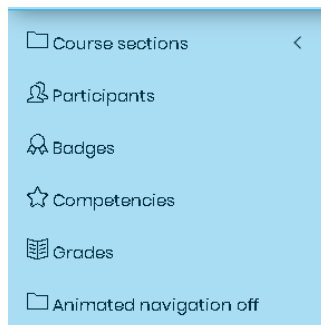 Course sections
Participants
Badges
Competencies
Grades
Animated navigation off